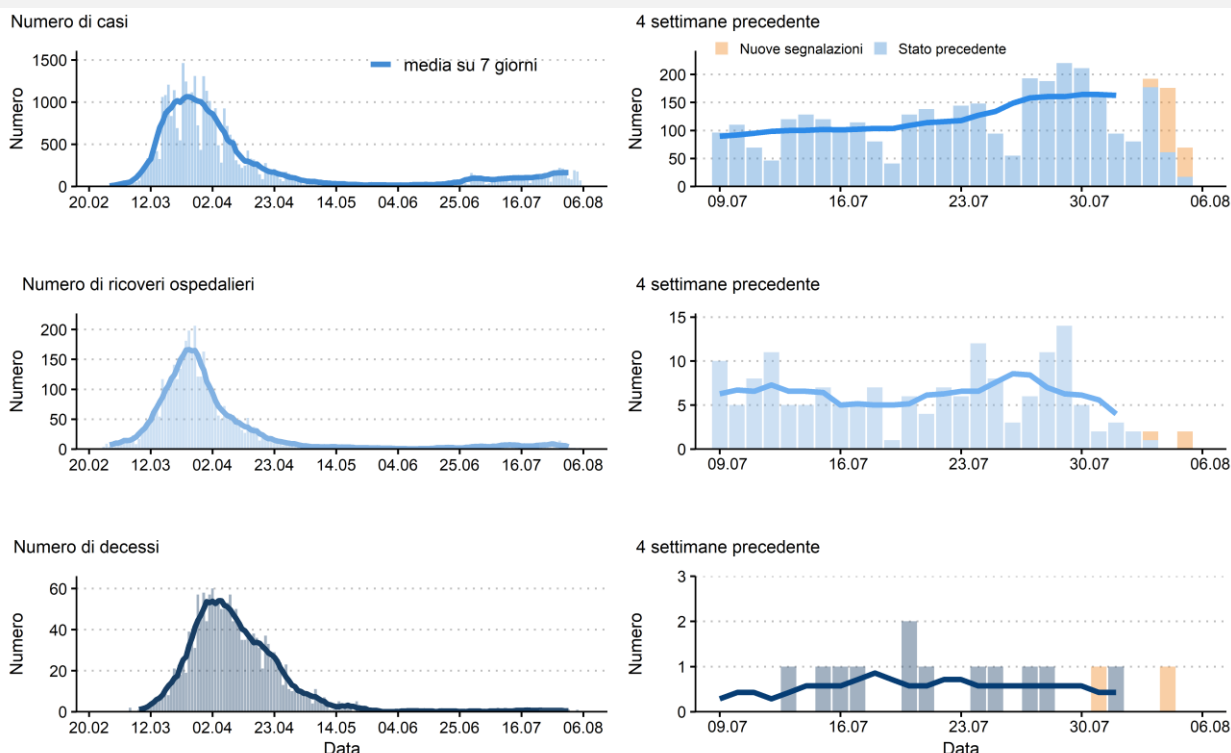 Numero di casi
4 settimane precedente
Nuove segnalazioni Stato precedente
media su 7 giorni
Numero
1500
1000
500
0
20.02 12.03 02.04 23.04 14.05 04.06 25.06 16.07 06.08
Numero
200
150
100
50
0
09.07 16.07 23.07 30.07 06.08
Numero di ricoveri ospedalieri
4 settimane precedente
Numero
200
150
100
50
0
20.02 12.03 02.04 23.04 14.05 04.06 25.06 16.07 06.08
Numero
15
10
5
0
09.07 16.07 23.07 30.07 06.08
Numero di decessi
4 settimane precedente
Numero
60
40
20
0
20.02 12.03 02.04 23.04 14.05 04.06 25.06 16.07 06.08
Data
Numero
3
2
1
0
09.07 16.07 23.07 30.07 06.08
Data